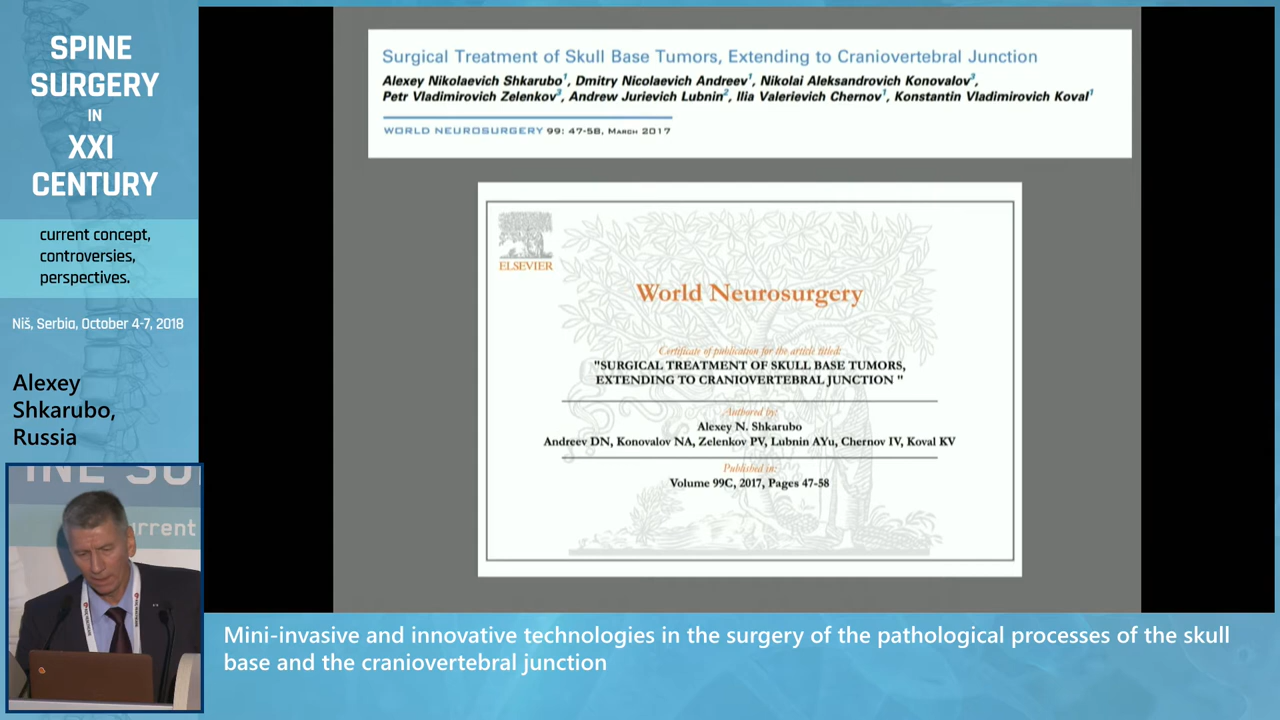 SPINE
SURGERY
IN
XXI
CENTURY
current concept,
controversies,
perspectives.
Niš, Serbia, October 4-7, 2018
Alexey
Shkarubo,
Russia
INE SU
urrent
Surgical Treatment of Skull Base Tumors, Extending to Craniovertebral Junction
Alexey Nikolaevich Shkarubo¹, Dmitry Nicolaevich Andreev¹, Nikolai Aleksandrovich Konovalov³,
Petr Vladimirovich Zelenkov³, Andrew Jurievich Lubnin², Ilia Valerievich Chernov¹, Konstantin Vladimirovich Koval¹
WORLD NEUROSURGERY 99: 47-58, MARCH 2017
ELSEVIER
World Neurosurgery
Certificate of publication for the article titled:
"SURGICAL TREATMENT OF SKULL BASE TUMORS,
EXTENDING TO CRANIOVERTEBRAL JUNCTION "
Authored by:
Alexey N. Shkarubo
Andreev DN, Konovalov NA, Zelenkov PV, Lubnin AYu, Chernov IV, Koval KV
Published in:
Volume 99C, 2017, Pages 47-58
Mini-invasive and innovative technologies in the surgery of the pathological processes of the skull
base and the craniovertebral junction